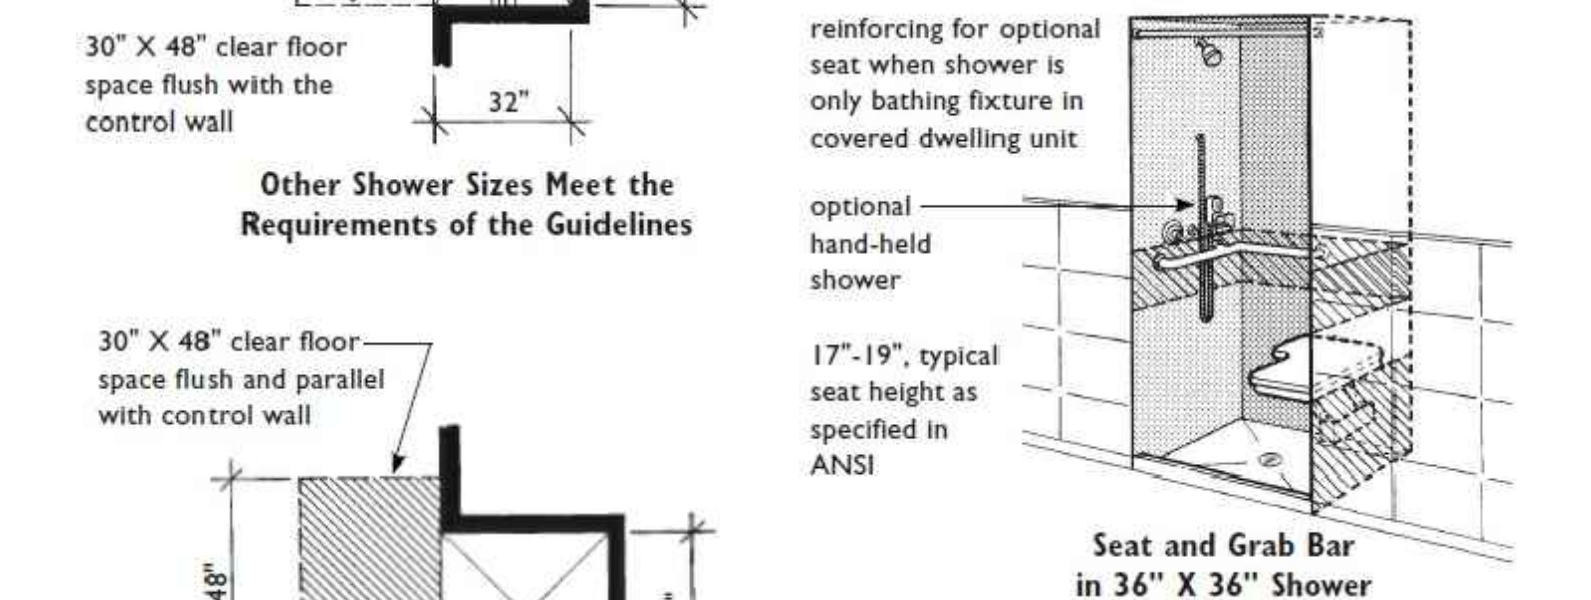 30" X 48" clear floor
space flush with the
control wall
32"
Other Shower Sizes Meet the
Requirements of the Guidelines
30" X 48" clear floor
space flush and parallel
with control wall
48"
"
reinforcing for optional
seat when shower is
only bathing fixture in
covered dwelling unit
optional
hand-held
shower
17"-19", typical
seat height as
specified in
ANSI
Seat and Grab Bar
in 36" X 36" Shower